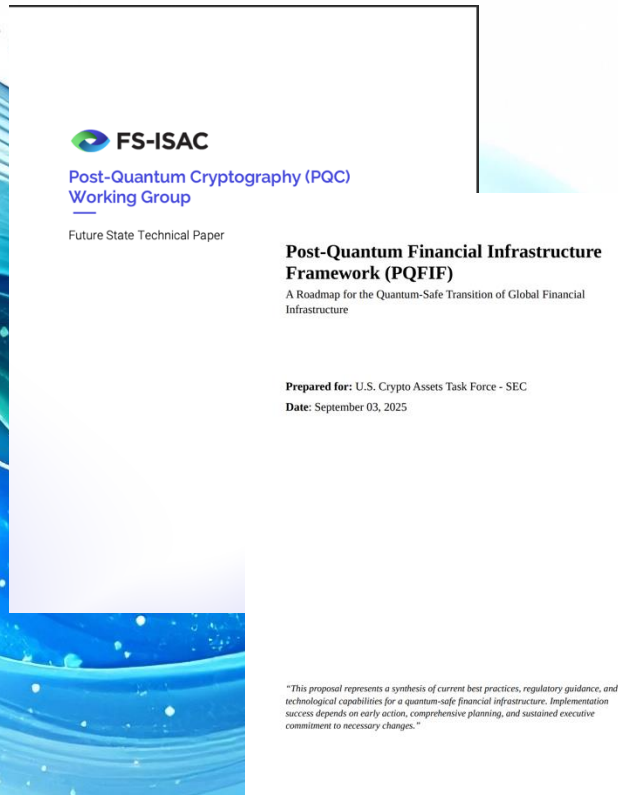 FS-ISAC
Post-Quantum Cryptography (PQC)
Working Group
Future State Technical Paper
Post-Quantum Financial Infrastructure
Framework (PQFIF)
A Roadmap for the Quantum-Safe Transition of Global Financial
Infrastructure
Prepared for: U.S. Crypto Assets Task Force - SEC
Date: September 03, 2025
"This proposal represents a synthesis of current best practices, regulatory guidance, and
technological capabilities for a quantum-safe financial infrastructure. Implementation
success depends on early action, comprehensive planning, and sustained executive
commitment to necessary changes."